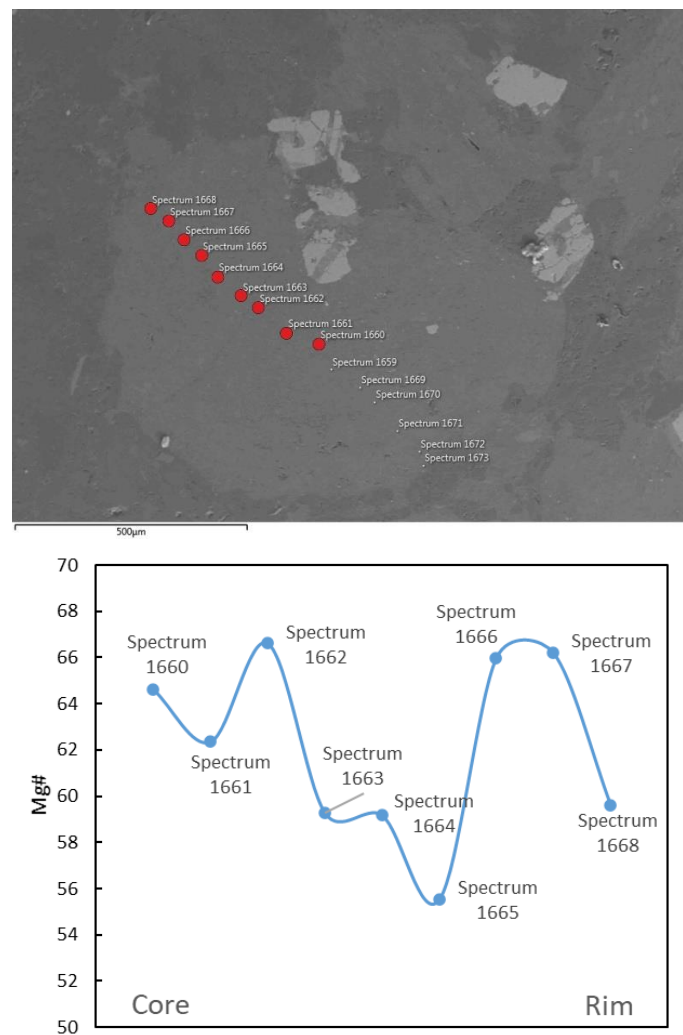 Spectrum 1668
Spectrum 1667
Spectrum 1666
Spectrum 1665
Spectrum 1664
Spectrum 1663
Spectrum 1662
Spectrum 1661
Spectrum 1660
Spectrum 1659
Spectrum 1669
Spectrum 1670
Spectrum 1671
Spectrum 1672
Spectrum 1673
500µm
70
68
66
64
62
60
58
56
54
52
50
Mg#
Spectrum
1660
Spectrum
1661
Spectrum
1662
Spectrum
1663
Spectrum
1664
Spectrum
1665
Spectrum
1666
Spectrum
1667
Spectrum
1668
Core
Rim